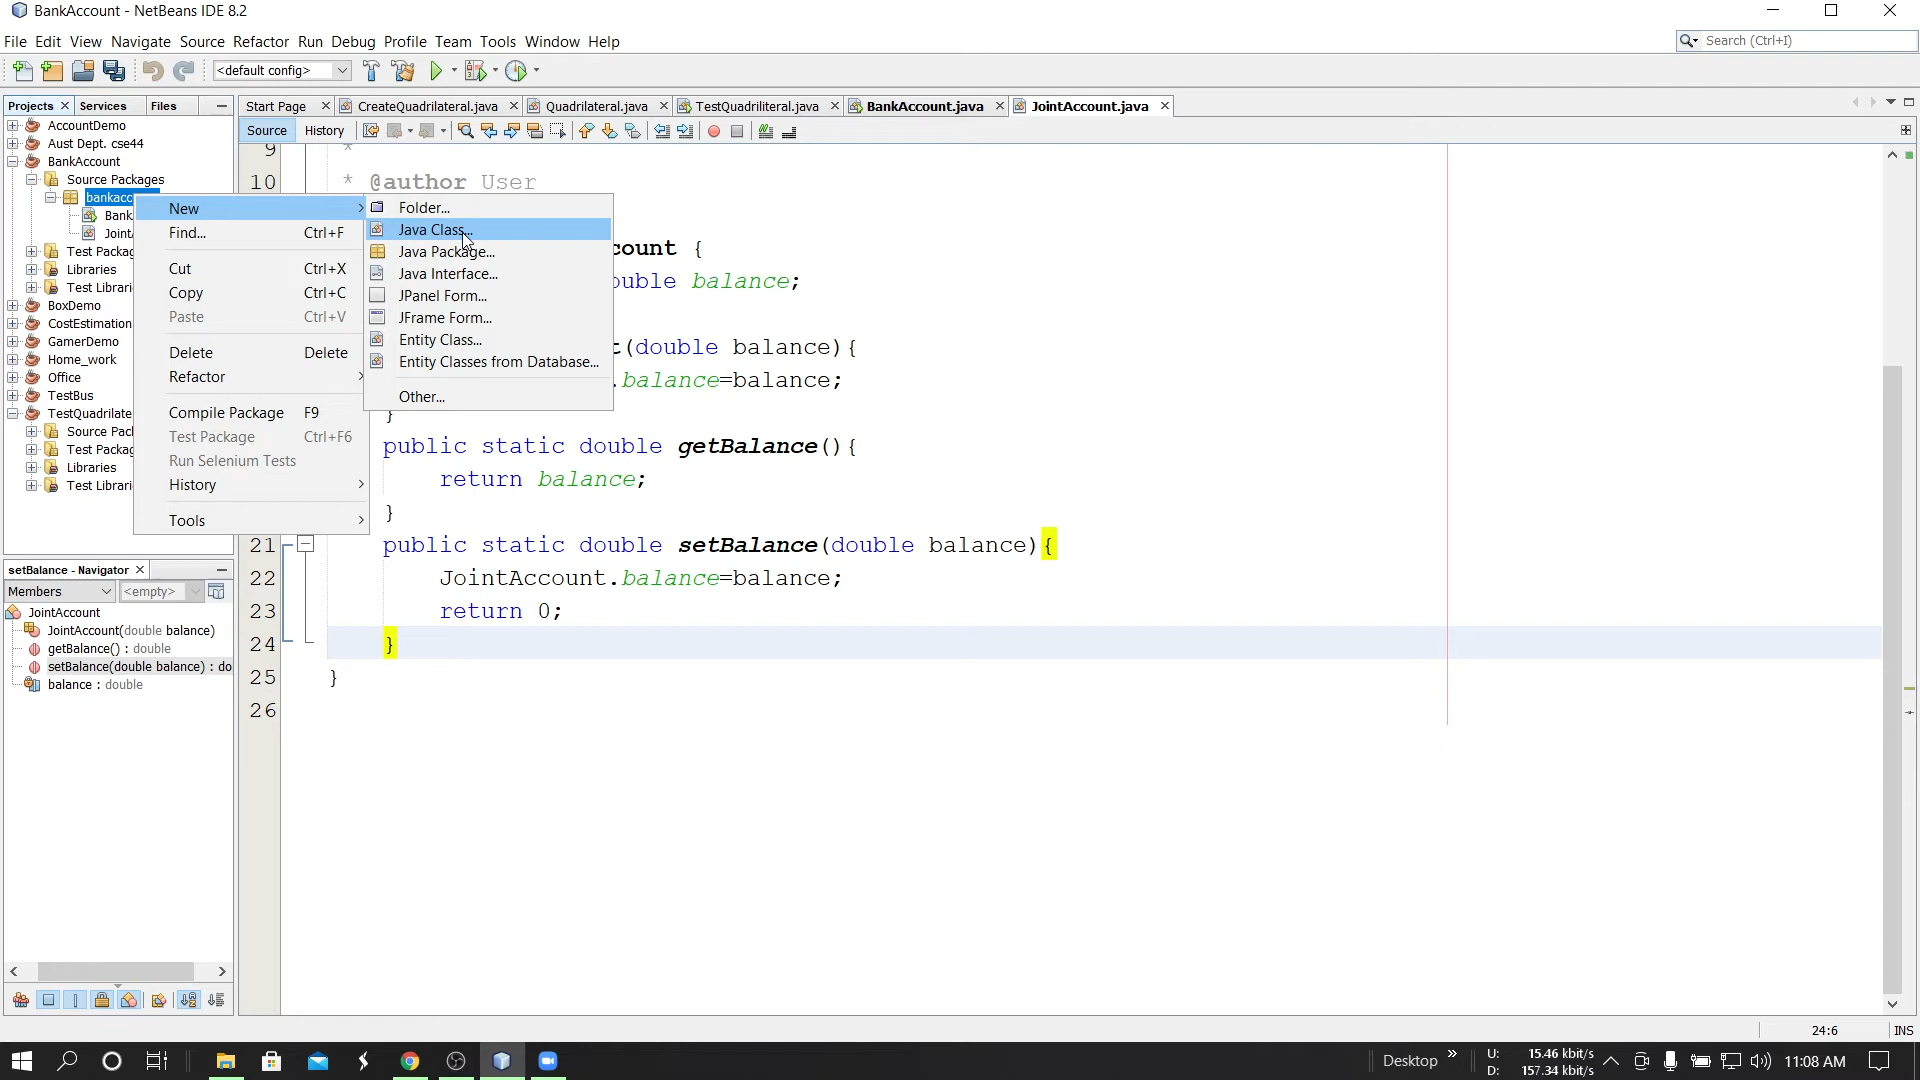 BankAccount - NetBeans IDE 8.2
File Edit View Navigate Source Refactor Run Debug Profile Team Tools Window Help
Search (Ctrl+I)
<default config>
Projects Services Files
Start Page CreateQuadrilateral.java Quadrilateral.java TestQuadriliteral.java BankAccount.java JointAccount.java
Source History
AccountDemo
Aust Dept. cse44
BankAccount
Source Packages
bankacc
Bank
Joint
Test Packag
Libraries
Test Librari
BoxDemo
CostEstimation
GamerDemo
Home_work
Office
TestBus
TestQuadrilate
Source Pack
Test Packag
Libraries
Test Librari
New
Find... Ctrl+F
Cut Ctrl+X
Copy Ctrl+C
Paste Ctrl+V
Delete Delete
Refactor
Compile Package F9
Test Package Ctrl+F6
Run Selenium Tests
History
Tools
Folder...
Java Class...
Java Package...
Java Interface...
JPanel Form...
JFrame Form...
Entity Class...
Entity Classes from Database...
Other...
9 *
10 * @author User
count {
ouble balance;
t(double balance){
.balance=balance;
}
public static double getBalance(){
return balance;
}
21 public static double setBalance(double balance){
22 JointAccount.balance=balance;
23 return 0;
24 }
25 }
26
setBalance - Navigator
Members <empty>
JointAccount
JointAccount(double balance)
getBalance() : double
setBalance(double balance) : do
balance : double
24:6 INS
Desktop
U: 15.46 kbit/s
D: 157.34 kbit/s
11:08 AM